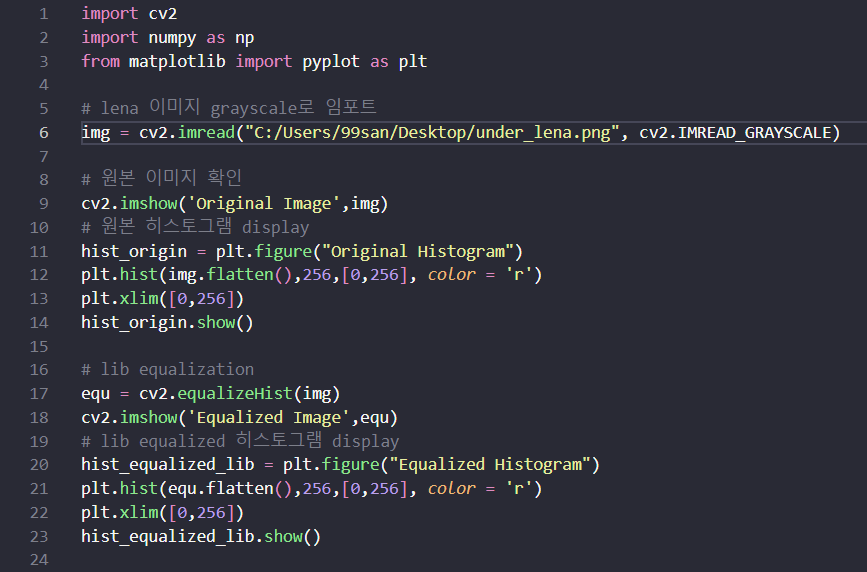 1 import cv2
2 import numpy as np
3 from matplotlib import pyplot as plt
4
5 # lena 이미지 grayscale로 임포트
6 img = cv2.imread("C:/Users/99san/Desktop/under_lena.png", cv2.IMREAD_GRAYSCALE)
7
8 # 원본 이미지 확인
9 cv2.imshow('Original Image',img)
10 # 원본 히스토그램 display
11 hist_origin = plt.figure("Original Histogram")
12 plt.hist(img.flatten(),256,[0,256], color = 'r')
13 plt.xlim([0,256])
14 hist_origin.show()
15
16 # lib equalization
17 equ = cv2.equalizeHist(img)
18 cv2.imshow('Equalized Image',equ)
19 # lib equalized 히스토그램 display
20 hist_equalized_lib = plt.figure("Equalized Histogram")
21 plt.hist(equ.flatten(),256,[0,256], color = 'r')
22 plt.xlim([0,256])
23 hist_equalized_lib.show()
24